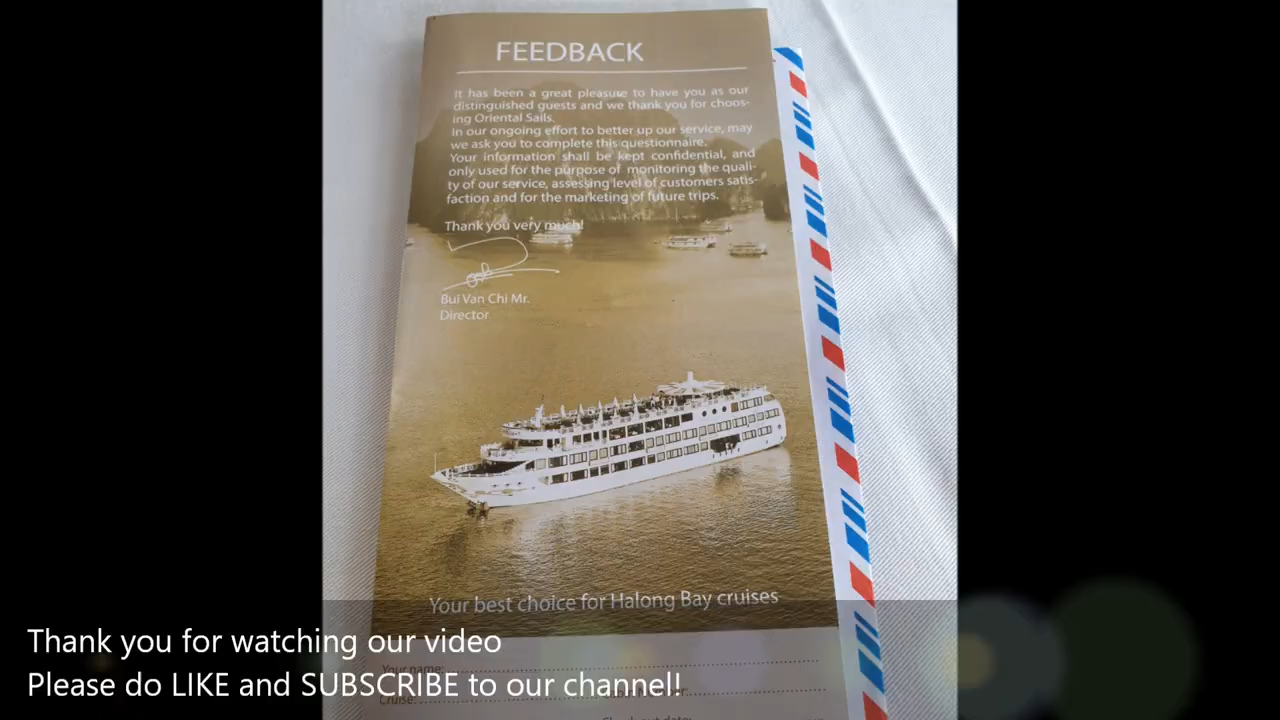 FEEDBACK
It has been a great pleasure to have you as our
distinguished guests and we thank you for choos-
ing Oriental Sails.
In our ongoing effort to better up our service, may
we ask you to complete this questionnaire.
Your information shall be kept confidential, and
only used for the purpose of monitoring the quali-
ty of our service, assessing level of customers satis-
faction and for the marketing of future trips.
Thank you very much!
Bui Van Chi Mr.
Director
Your best choice for Halong Bay cruises
Thank you for watching our video
Your name:
Please do LIKE and SUBSCRIBE to our channel!
Cruise: